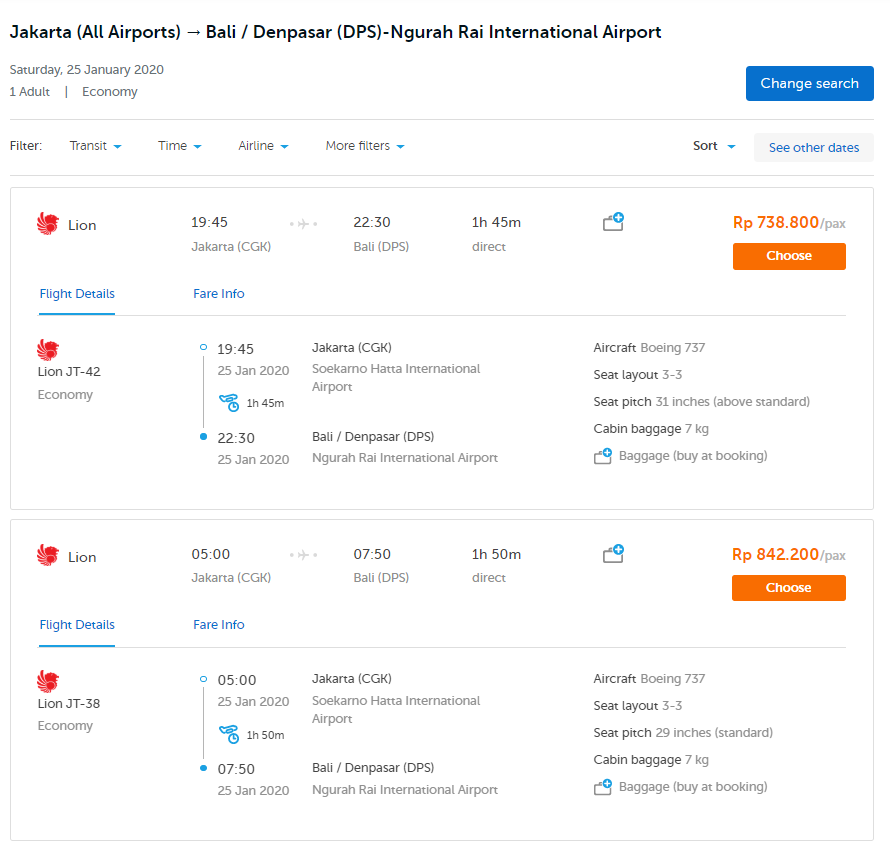 Jakarta (All Airports) → Bali / Denpasar (DPS)-Ngurah Rai International Airport
Saturday, 25 January 2020
1 Adult | Economy
Change search
Filter: Transit Time Airline More filters Sort See other dates
Lion 19:45 22:30 1h 45m Rp 738.800/pax
Jakarta (CGK) Bali (DPS) direct
Choose
Flight Details Fare Info
19:45 Jakarta (CGK) Aircraft Boeing 737
Lion JT-42 25 Jan 2020 Soekarno Hatta International Seat layout 3-3
Airport
Economy 1h 45m Seat pitch 31 inches (above standard)
22:30 Bali / Denpasar (DPS) Cabin baggage 7 kg
25 Jan 2020 Ngurah Rai International Airport Baggage (buy at booking)
Lion 05:00 07:50 1h 50m Rp 842.200/pax
Jakarta (CGK) Bali (DPS) direct
Choose
Flight Details Fare Info
05:00 Jakarta (CGK) Aircraft Boeing 737
Lion JT-38 25 Jan 2020 Soekarno Hatta International Seat layout 3-3
Airport
Economy 1h 50m Seat pitch 29 inches (standard)
07:50 Bali / Denpasar (DPS) Cabin baggage 7 kg
25 Jan 2020 Ngurah Rai International Airport Baggage (buy at booking)